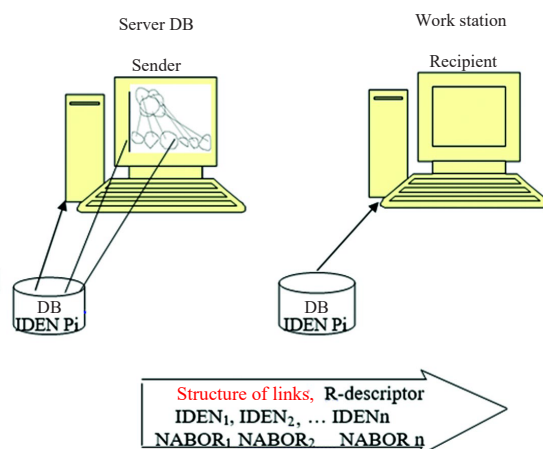 Server DB
Work station
Sender
Recipient
DB
IDEN Pi
DB
IDEN Pi
Structure of links, R-descriptor
IDEN₁, IDEN₂, ... IDENn
NABOR₁ NABOR₂ NABOR n